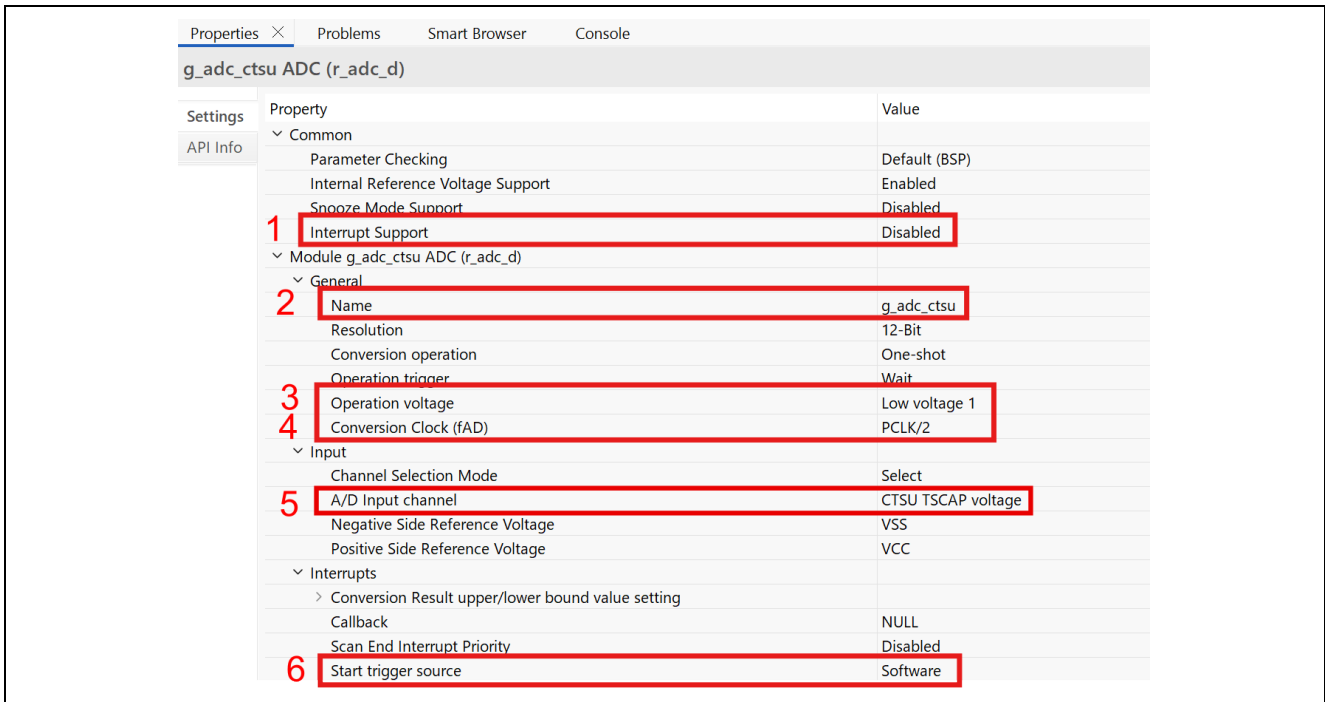 Properties Problems Smart Browser Console
g_adc_ctsu ADC (r_adc_d)
Settings
API Info
Property Value
Common
Parameter Checking Default (BSP)
Internal Reference Voltage Support Enabled
Snooze Mode Support Disabled
1 Interrupt Support Disabled
Module g_adc_ctsu ADC (r_adc_d)
General
2 Name g_adc_ctsu
Resolution 12-Bit
Conversion operation One-shot
Operation trigger Wait
3 Operation voltage Low voltage 1
4 Conversion Clock (fAD) PCLK/2
Input
Channel Selection Mode Select
5 A/D Input channel CTSU TSCAP voltage
Negative Side Reference Voltage VSS
Positive Side Reference Voltage VCC
Interrupts
Conversion Result upper/lower bound value setting
Callback NULL
Scan End Interrupt Priority Disabled
6 Start trigger source Software